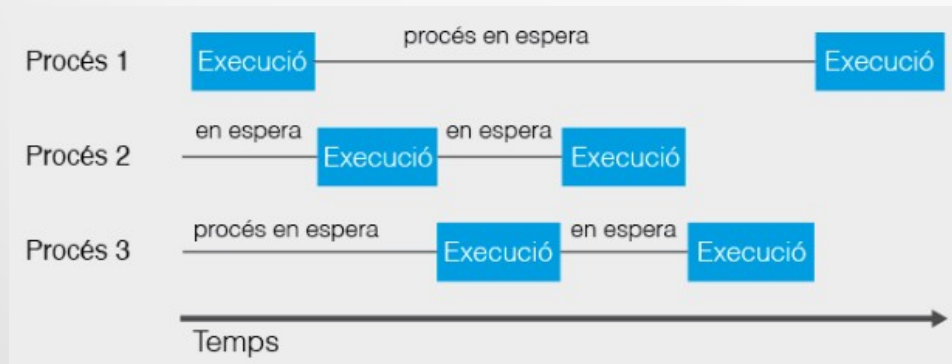 procés en espera
Procés 1 Execució Execució
en espera en espera
Procés 2 Execució Execució
procés en espera en espera
Procés 3 Execució Execució
Temps